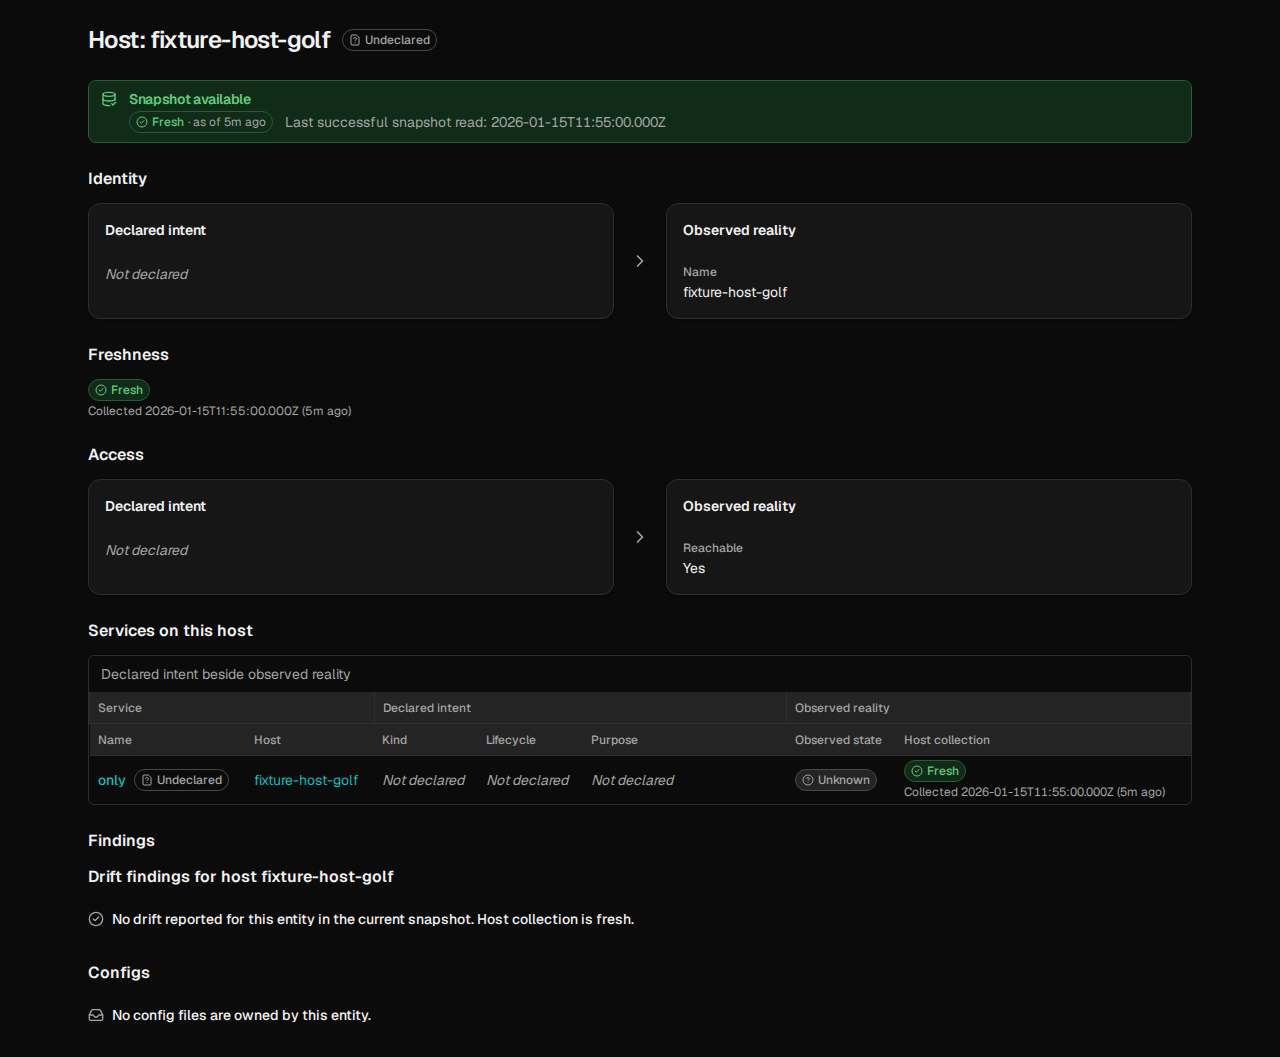 Host: fixture-host-golf Undeclared
Snapshot available
Fresh · as of 5m ago Last successful snapshot read: 2026-01-15T11:55:00.000Z
Identity
Declared intent
Not declared
Observed reality
Name
fixture-host-golf
Freshness
Fresh
Collected 2026-01-15T11:55:00.000Z (5m ago)
Access
Declared intent
Not declared
Observed reality
Reachable
Yes
Services on this host
Declared intent beside observed reality
Service Declared intent Observed reality
Name Host Kind Lifecycle Purpose Observed state Host collection
only Undeclared fixture-host-golf Not declared Not declared Not declared Unknown Fresh
Collected 2026-01-15T11:55:00.000Z (5m ago)
Findings
Drift findings for host fixture-host-golf
No drift reported for this entity in the current snapshot. Host collection is fresh.
Configs
No config files are owned by this entity.